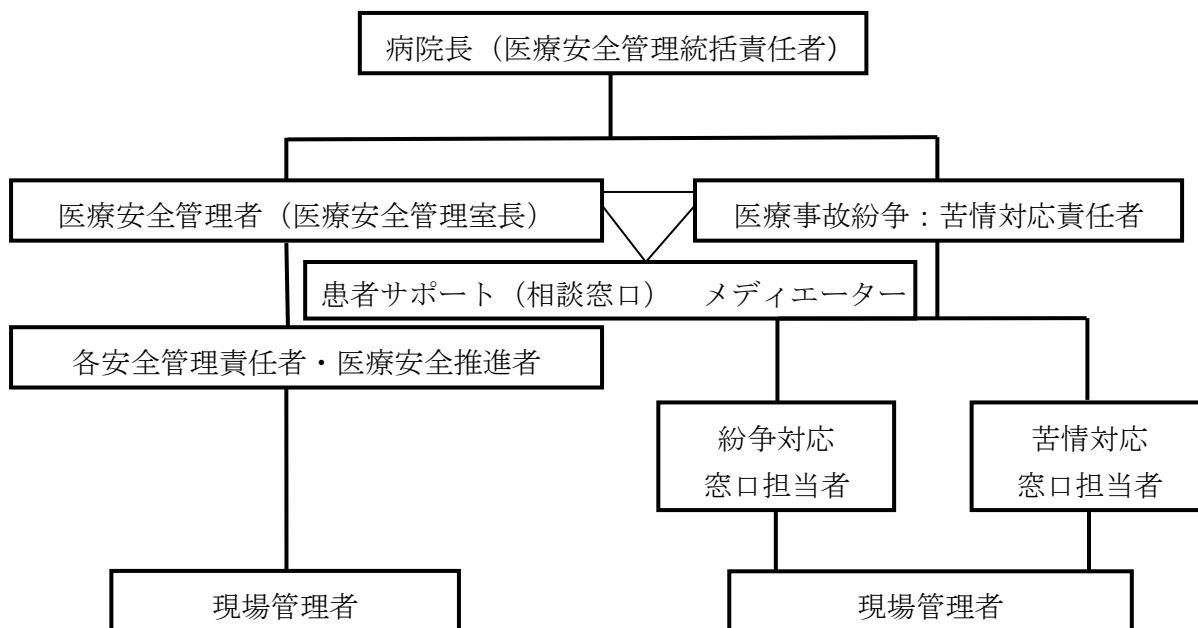 病院長（医療安全管理統括責任者）
医療安全管理者（医療安全管理室長）
医療事故紛争：苦情対応責任者
患者サポート（相談窓口）　メディエーター
各安全管理責任者・医療安全推進者
紛争対応
窓口担当者
苦情対応
窓口担当者
現場管理者
現場管理者